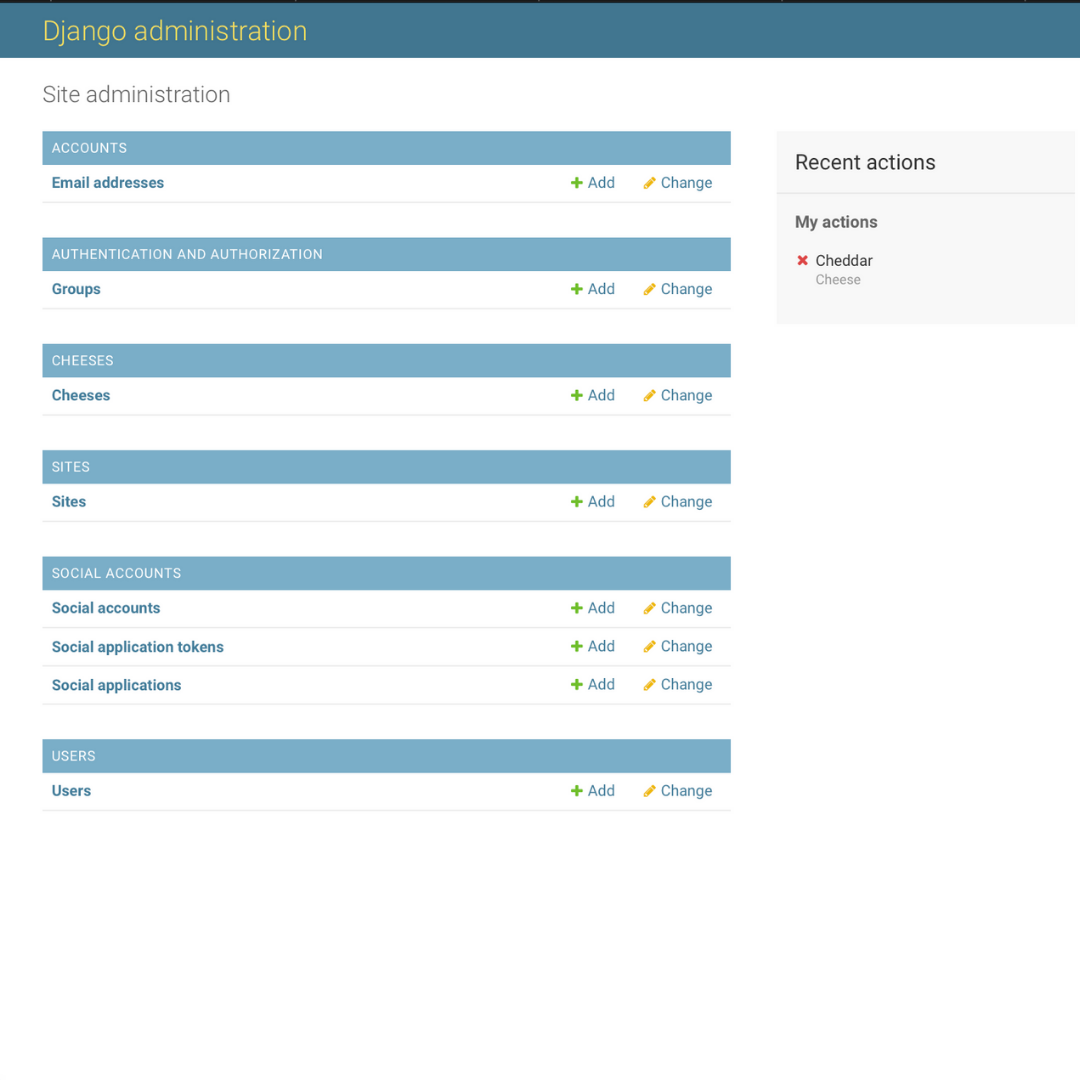 Django administration
Site administration
ACCOUNTS
Email addresses Add Change
AUTHENTICATION AND AUTHORIZATION
Groups Add Change
CHEESES
Cheeses Add Change
SITES
Sites Add Change
SOCIAL ACCOUNTS
Social accounts Add Change
Social application tokens Add Change
Social applications Add Change
USERS
Users Add Change
Recent actions
My actions
Cheddar
Cheese